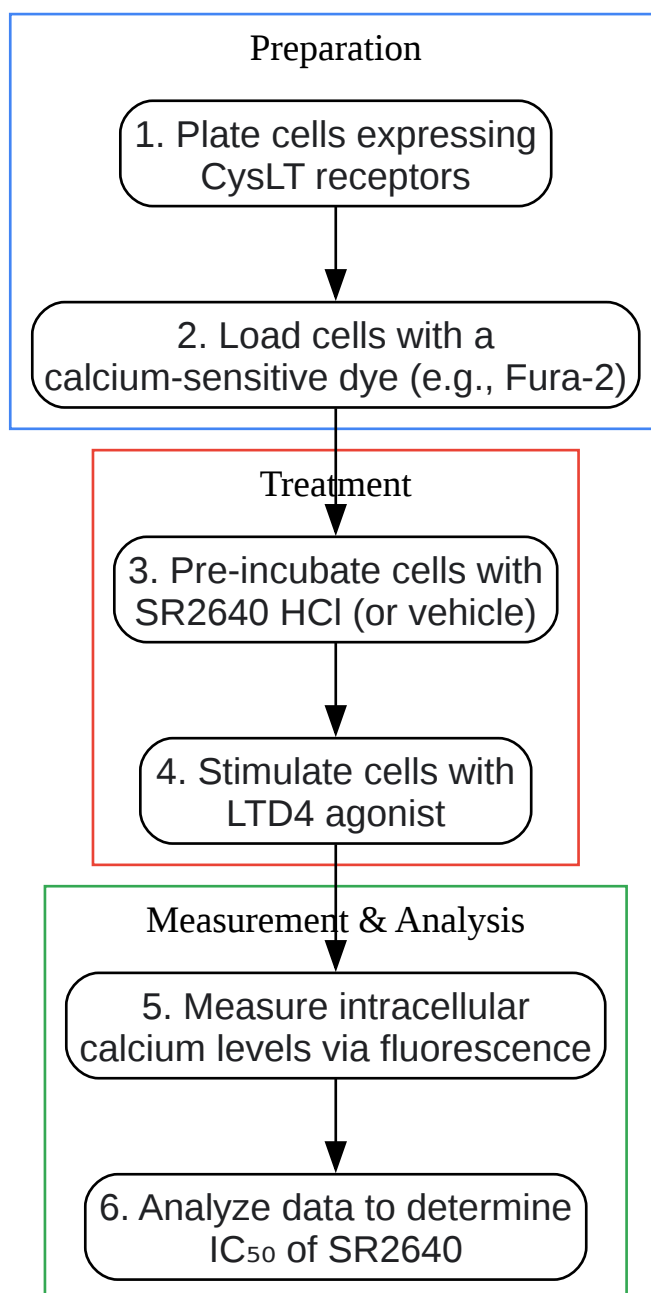 Preparation
1. Plate cells expressing
CysLT receptors
2. Load cells with a
calcium-sensitive dye (e.g., Fura-2)
Treatment
3. Pre-incubate cells with
SR2640 HCl (or vehicle)
4. Stimulate cells with
LTD4 agonist
Measurement & Analysis
5. Measure intracellular
calcium levels via fluorescence
6. Analyze data to determine
IC₅₀ of SR2640